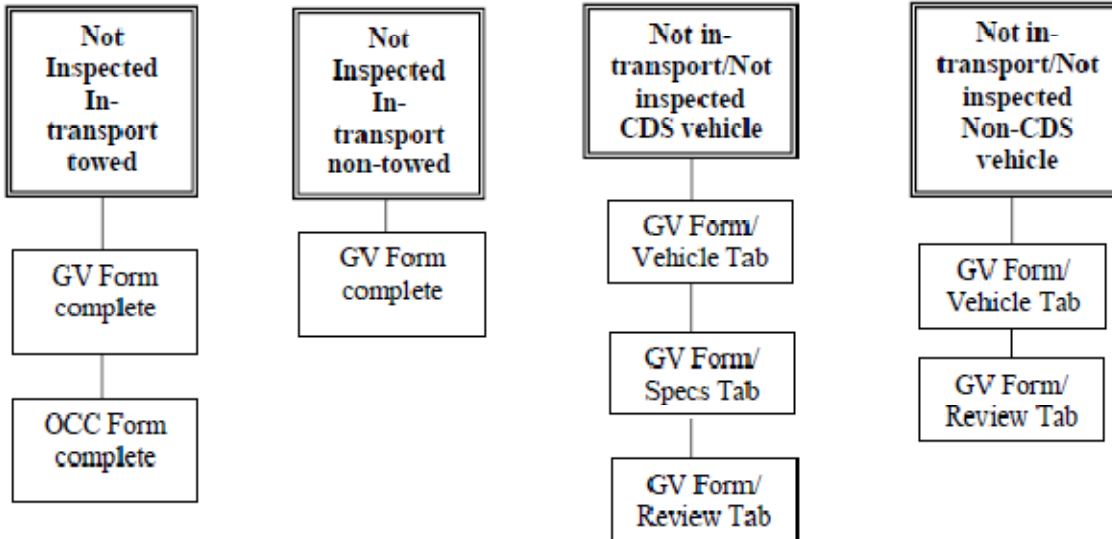 Not
Inspected
In-
transport
towed
GV Form
complete
OCC Form
complete
Not
Inspected
In-
transport
non-towed
GV Form
complete
Not in-
transport/Not
inspected
CDS vehicle
GV Form/
Vehicle Tab
GV Form/
Specs Tab
GV Form/
Review Tab
Not in-
transport/Not
inspected
Non-CDS
vehicle
GV Form/
Vehicle Tab
GV Form/
Review Tab